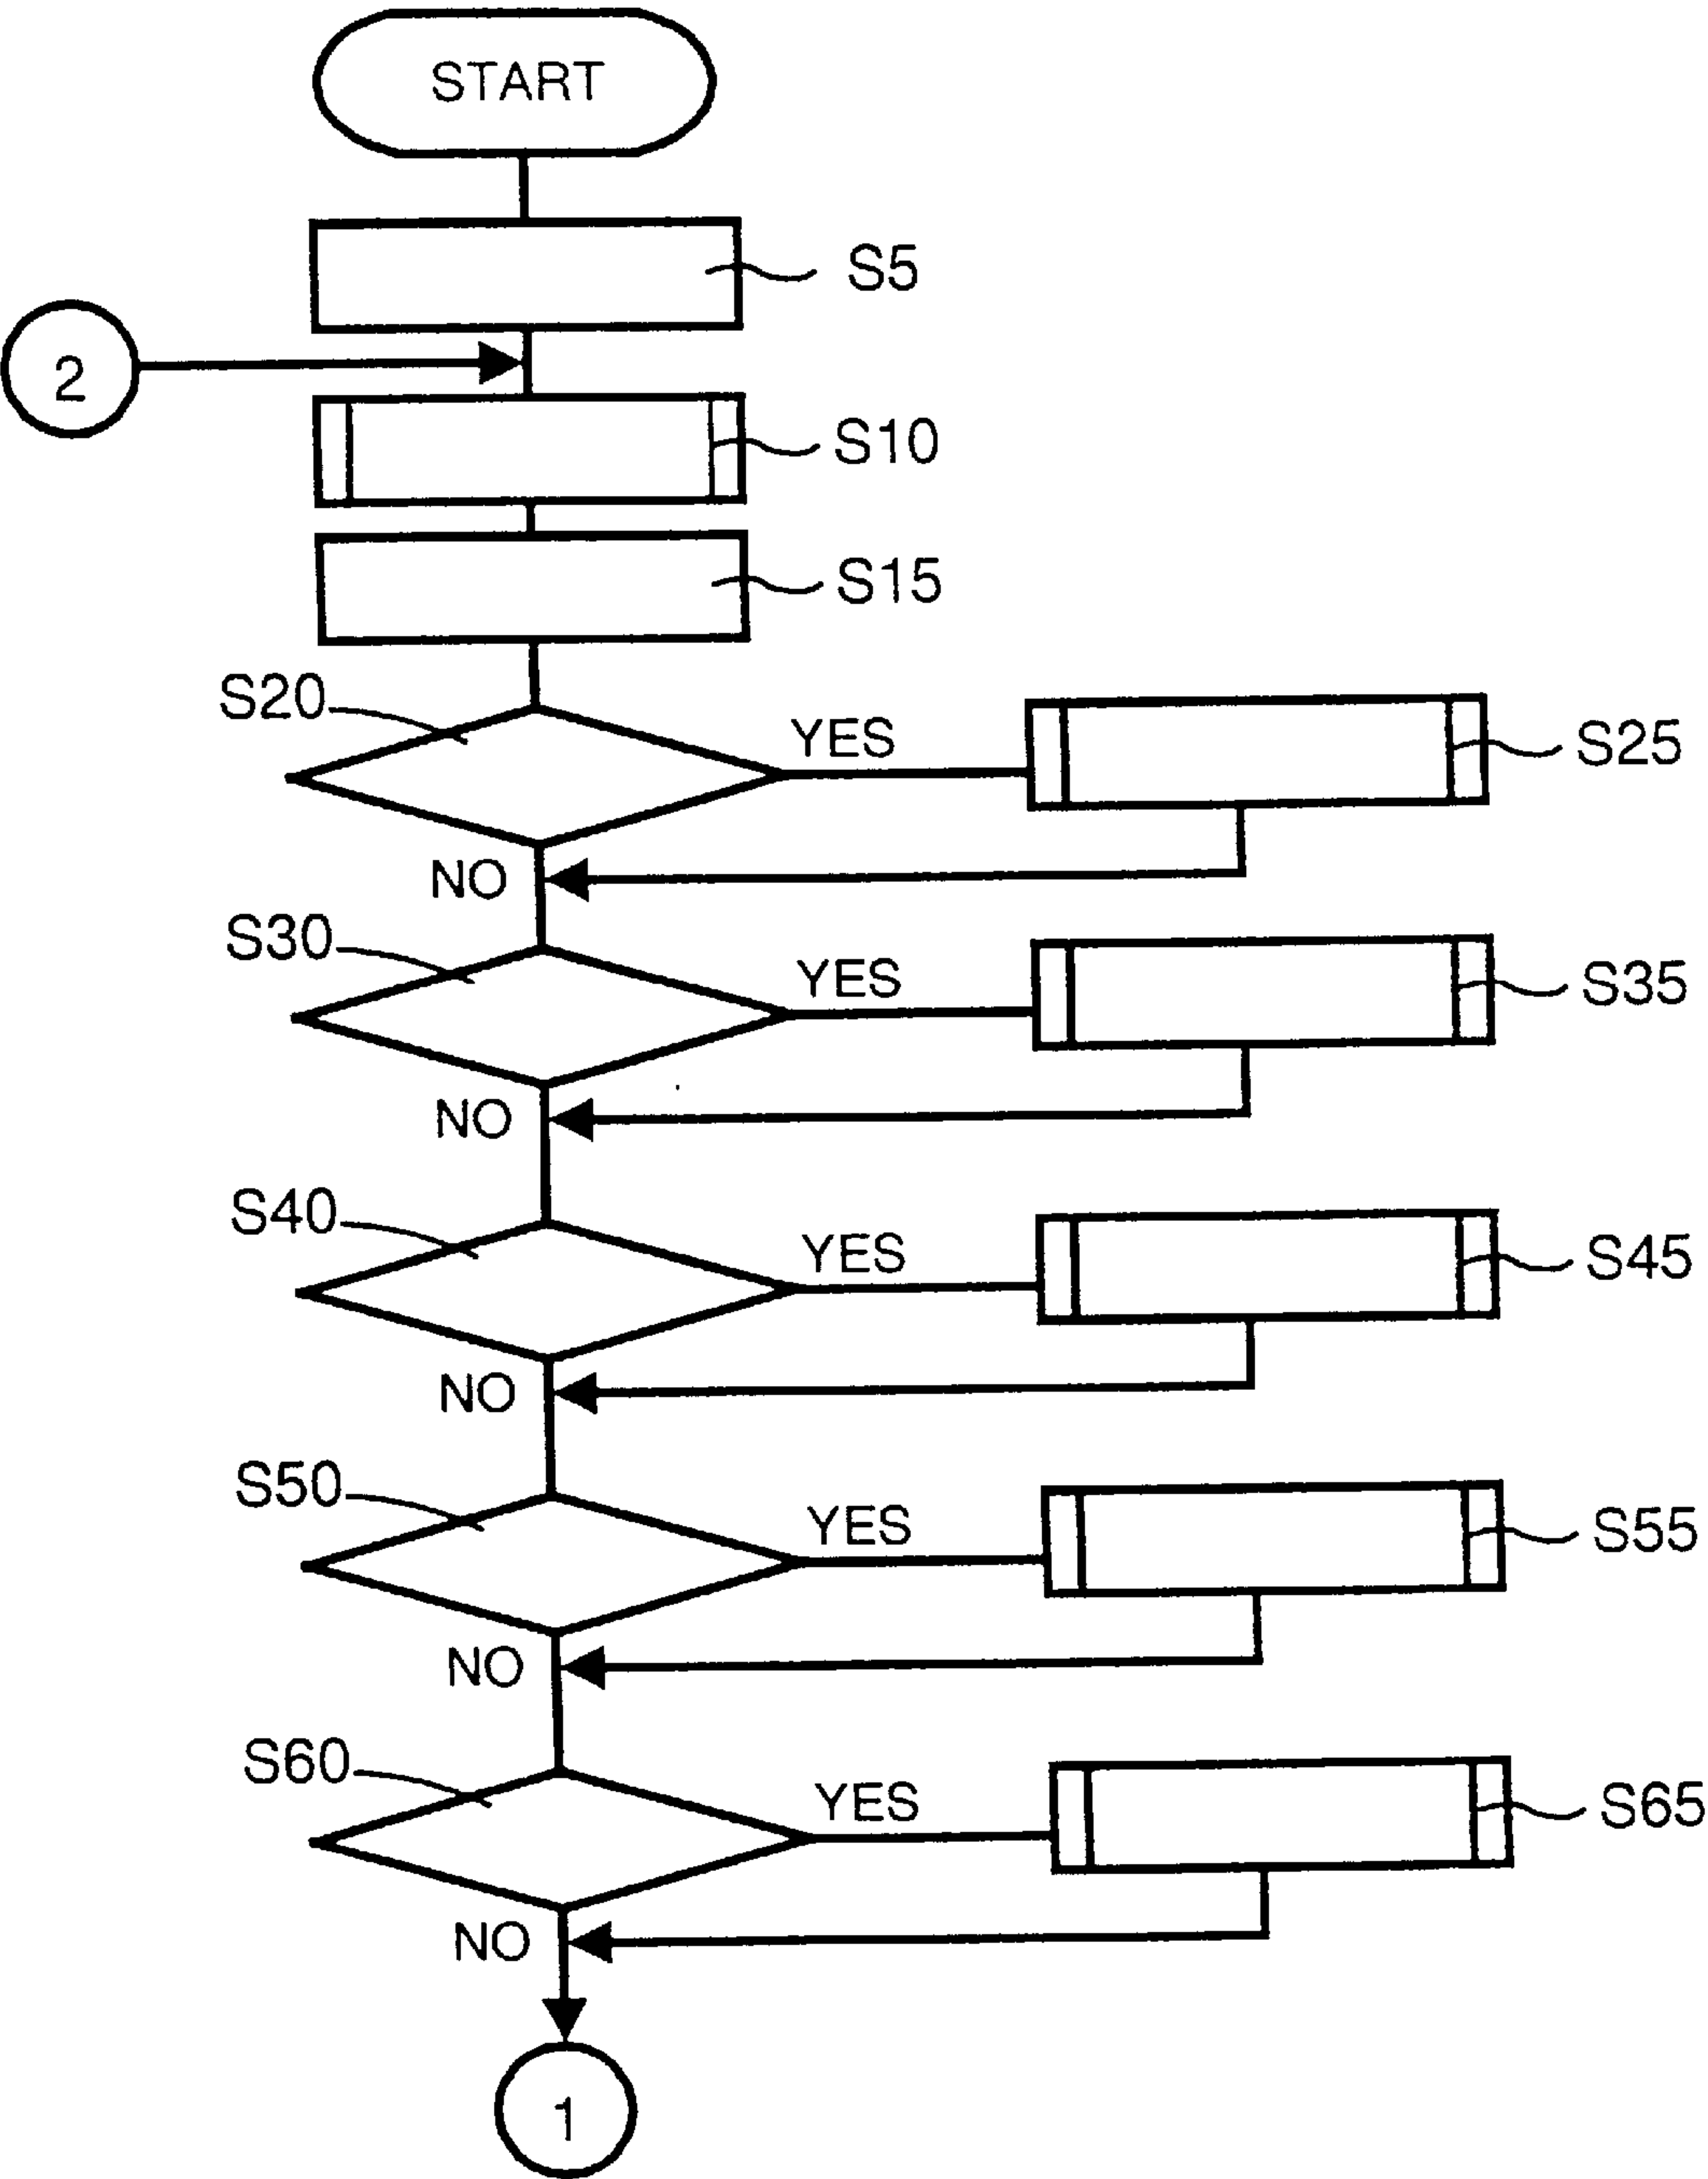 START
S5
2
S10
S15
S20
YES
S25
NO
S30
YES
S35
NO
S40
YES
S45
NO
S50
YES
S55
NO
S60
YES
S65
NO
1